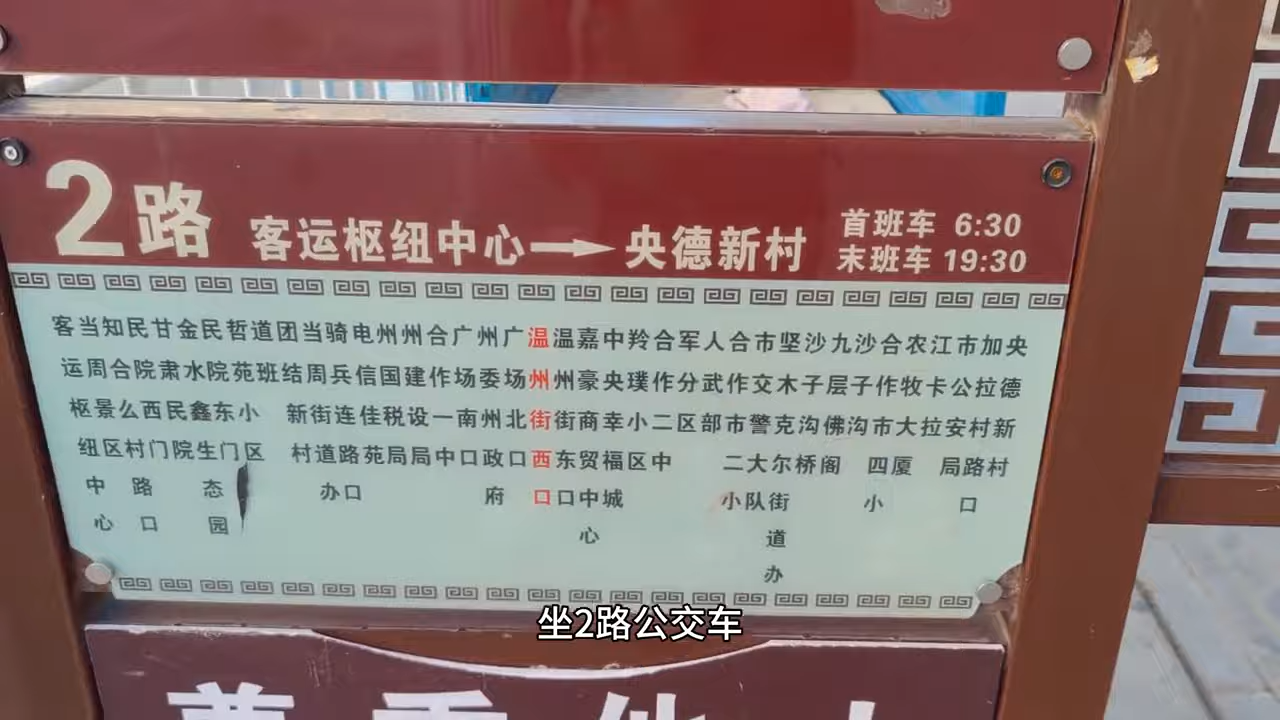 2路 客运枢纽中心→央德新村 首班车 6:30
末班车 19:30
客运枢纽中心
当周景区
知合么村路口
民院西门
甘肃民院
金水鑫生态园
民院东门
哲苑小区
道班
团结新村
当周街道办
骑兵连路口
电信佳苑
州国税局
州建设局
合作一中
广场南口
州委州政府
广场北口
温州街西口
温州街东口
嘉豪商贸中心
中央幸福城
羚璞小区
合作二中
军分区
人武部
合作市二小
市交警大队
坚木克尔街道办
沙子沟桥
九层佛阁
沙子沟
合作市四小
农牧大厦
江卡拉
市公安局
加拉村路口
央德新村
坐2路公交车